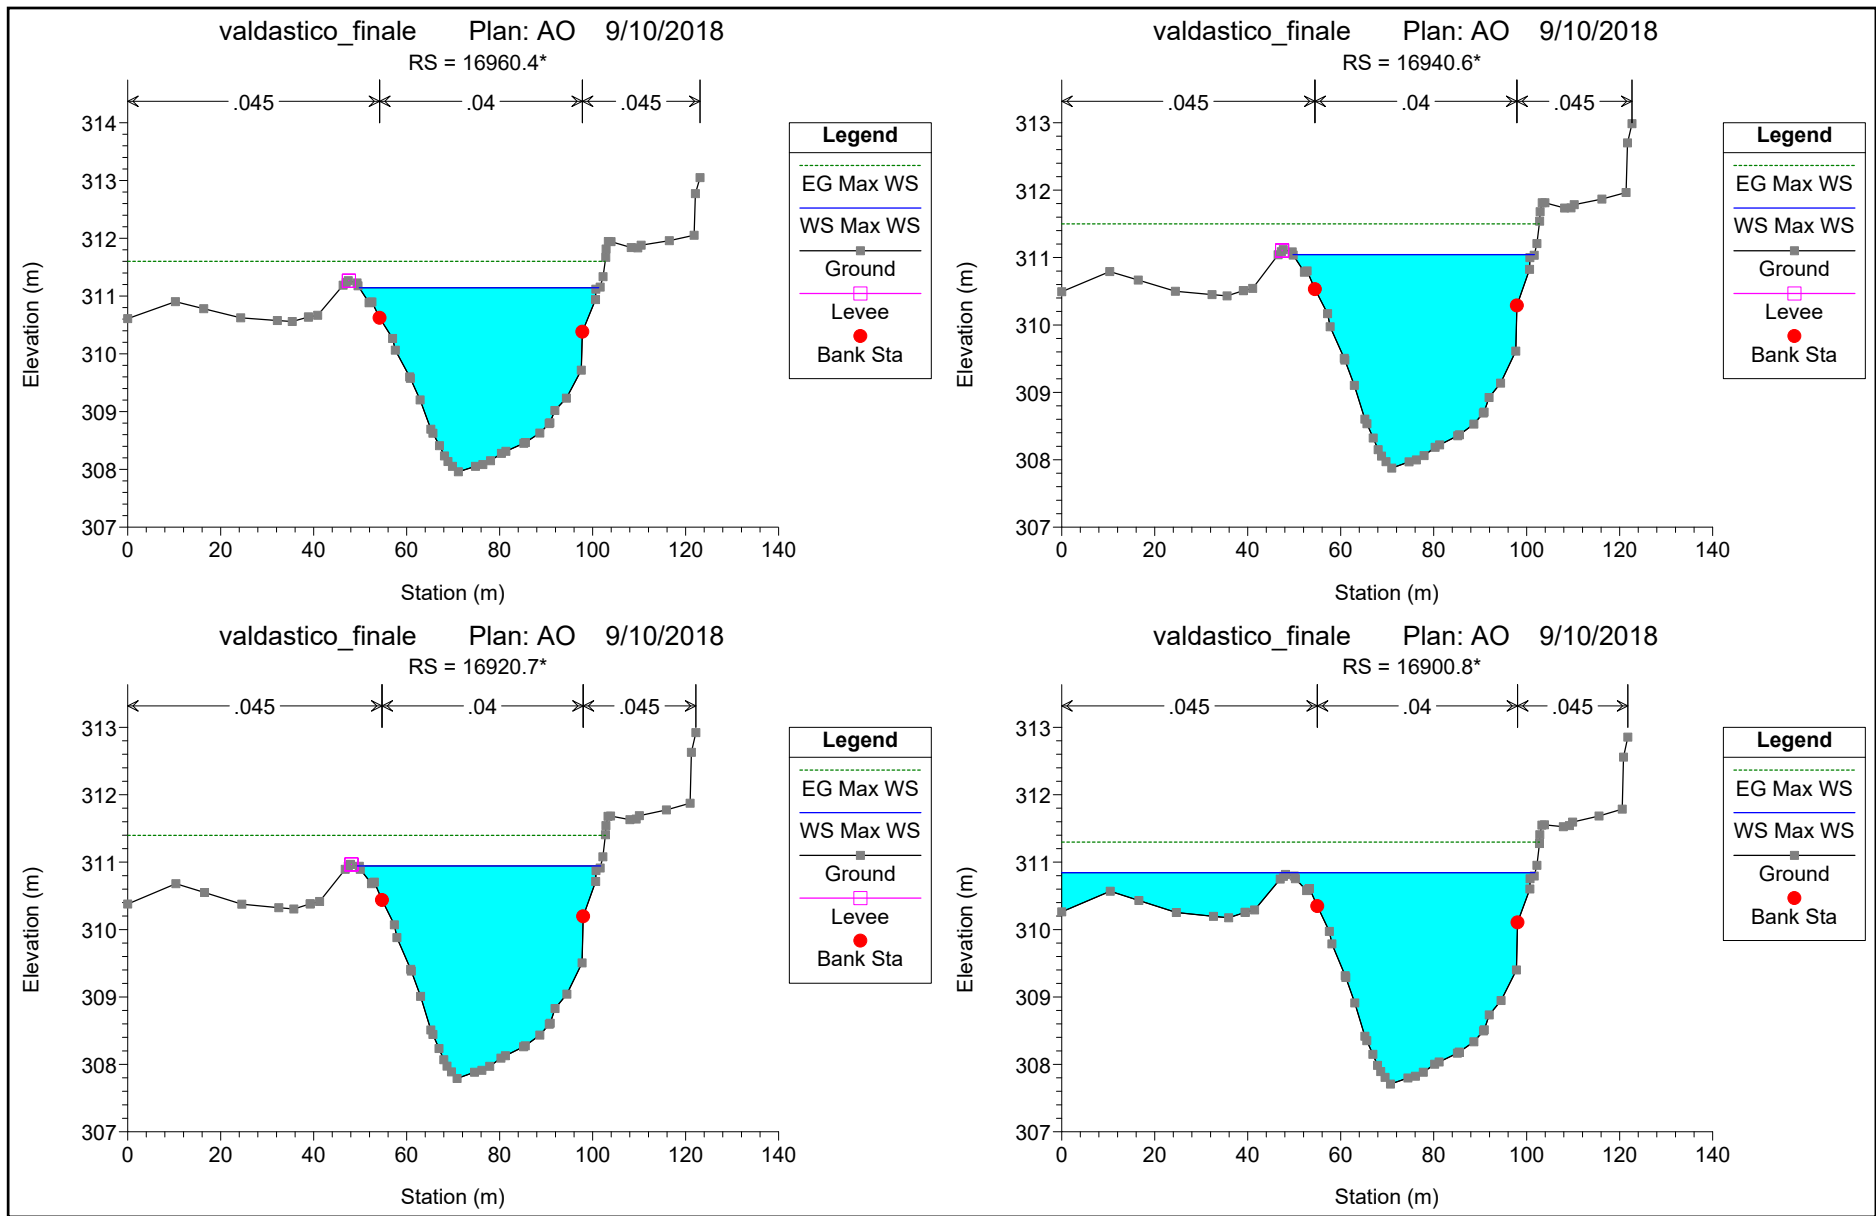 valdastico_finale Plan: AO 9/10/2018
RS = 16960.4*
.045 .04 .045
314
313
312
311
310
309
308
307
Elevation (m)
0 20 40 60 80 100 120 140
Station (m)
Legend
EG Max WS
WS Max WS
Ground
Levee
Bank Sta
valdastico_finale Plan: AO 9/10/2018
RS = 16940.6*
.045 .04 .045
313
312
311
310
309
308
307
Elevation (m)
0 20 40 60 80 100 120 140
Station (m)
Legend
EG Max WS
WS Max WS
Ground
Levee
Bank Sta
valdastico_finale Plan: AO 9/10/2018
RS = 16920.7*
.045 .04 .045
313
312
311
310
309
308
307
Elevation (m)
0 20 40 60 80 100 120 140
Station (m)
Legend
EG Max WS
WS Max WS
Ground
Levee
Bank Sta
valdastico_finale Plan: AO 9/10/2018
RS = 16900.8*
.045 .04 .045
313
312
311
310
309
308
307
Elevation (m)
0 20 40 60 80 100 120 140
Station (m)
Legend
EG Max WS
WS Max WS
Ground
Bank Sta